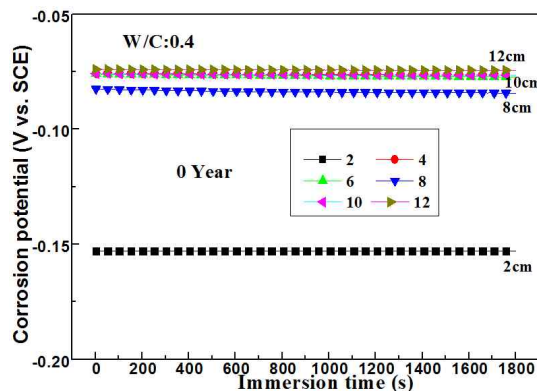 W/C:0.4
12cm
10cm
8cm
0 Year
2 4
6 8
10 12
2cm
Corrosion potential (V vs. SCE)
-0.05
-0.10
-0.15
-0.20
0 200 400 600 800 1000 1200 1400 1600 1800
Immersion time (s)